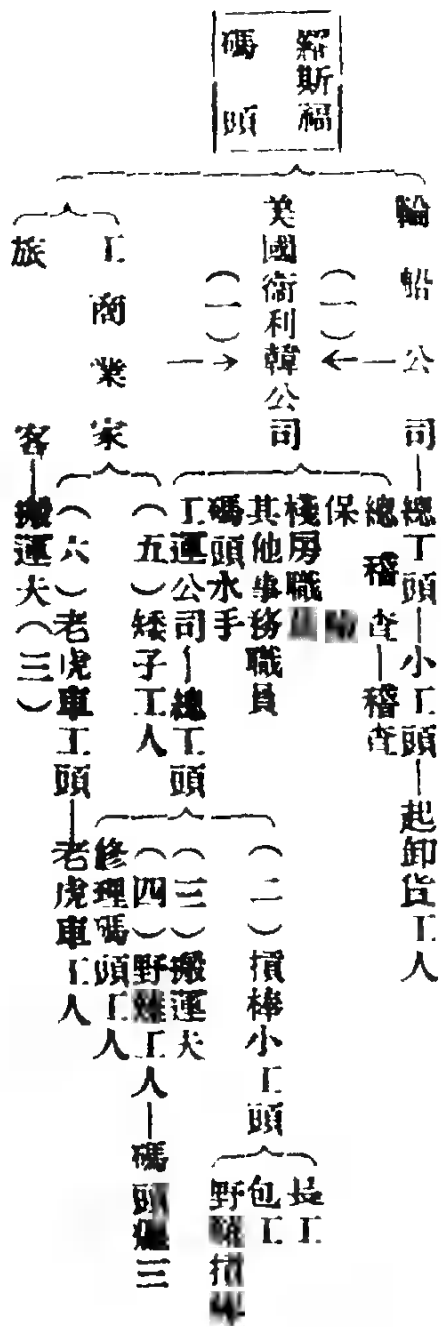 羅斯福
碼頭
輪船公司—總工頭—小工頭—起卸貨工人
(一)
美國衛利韓公司
(一)
總稽查—稽查
保
棧房職
其他事務職員
碼頭水手
工運公司—總工頭
(二)摃棒小工頭
長工
包工
野
(三)搬運夫
(四)野工人—碼頭三
修理碼頭工人
工商業家
(五)矮子工人
(六)老虎車工頭—老虎車工人
旅客—搬運夫(三)